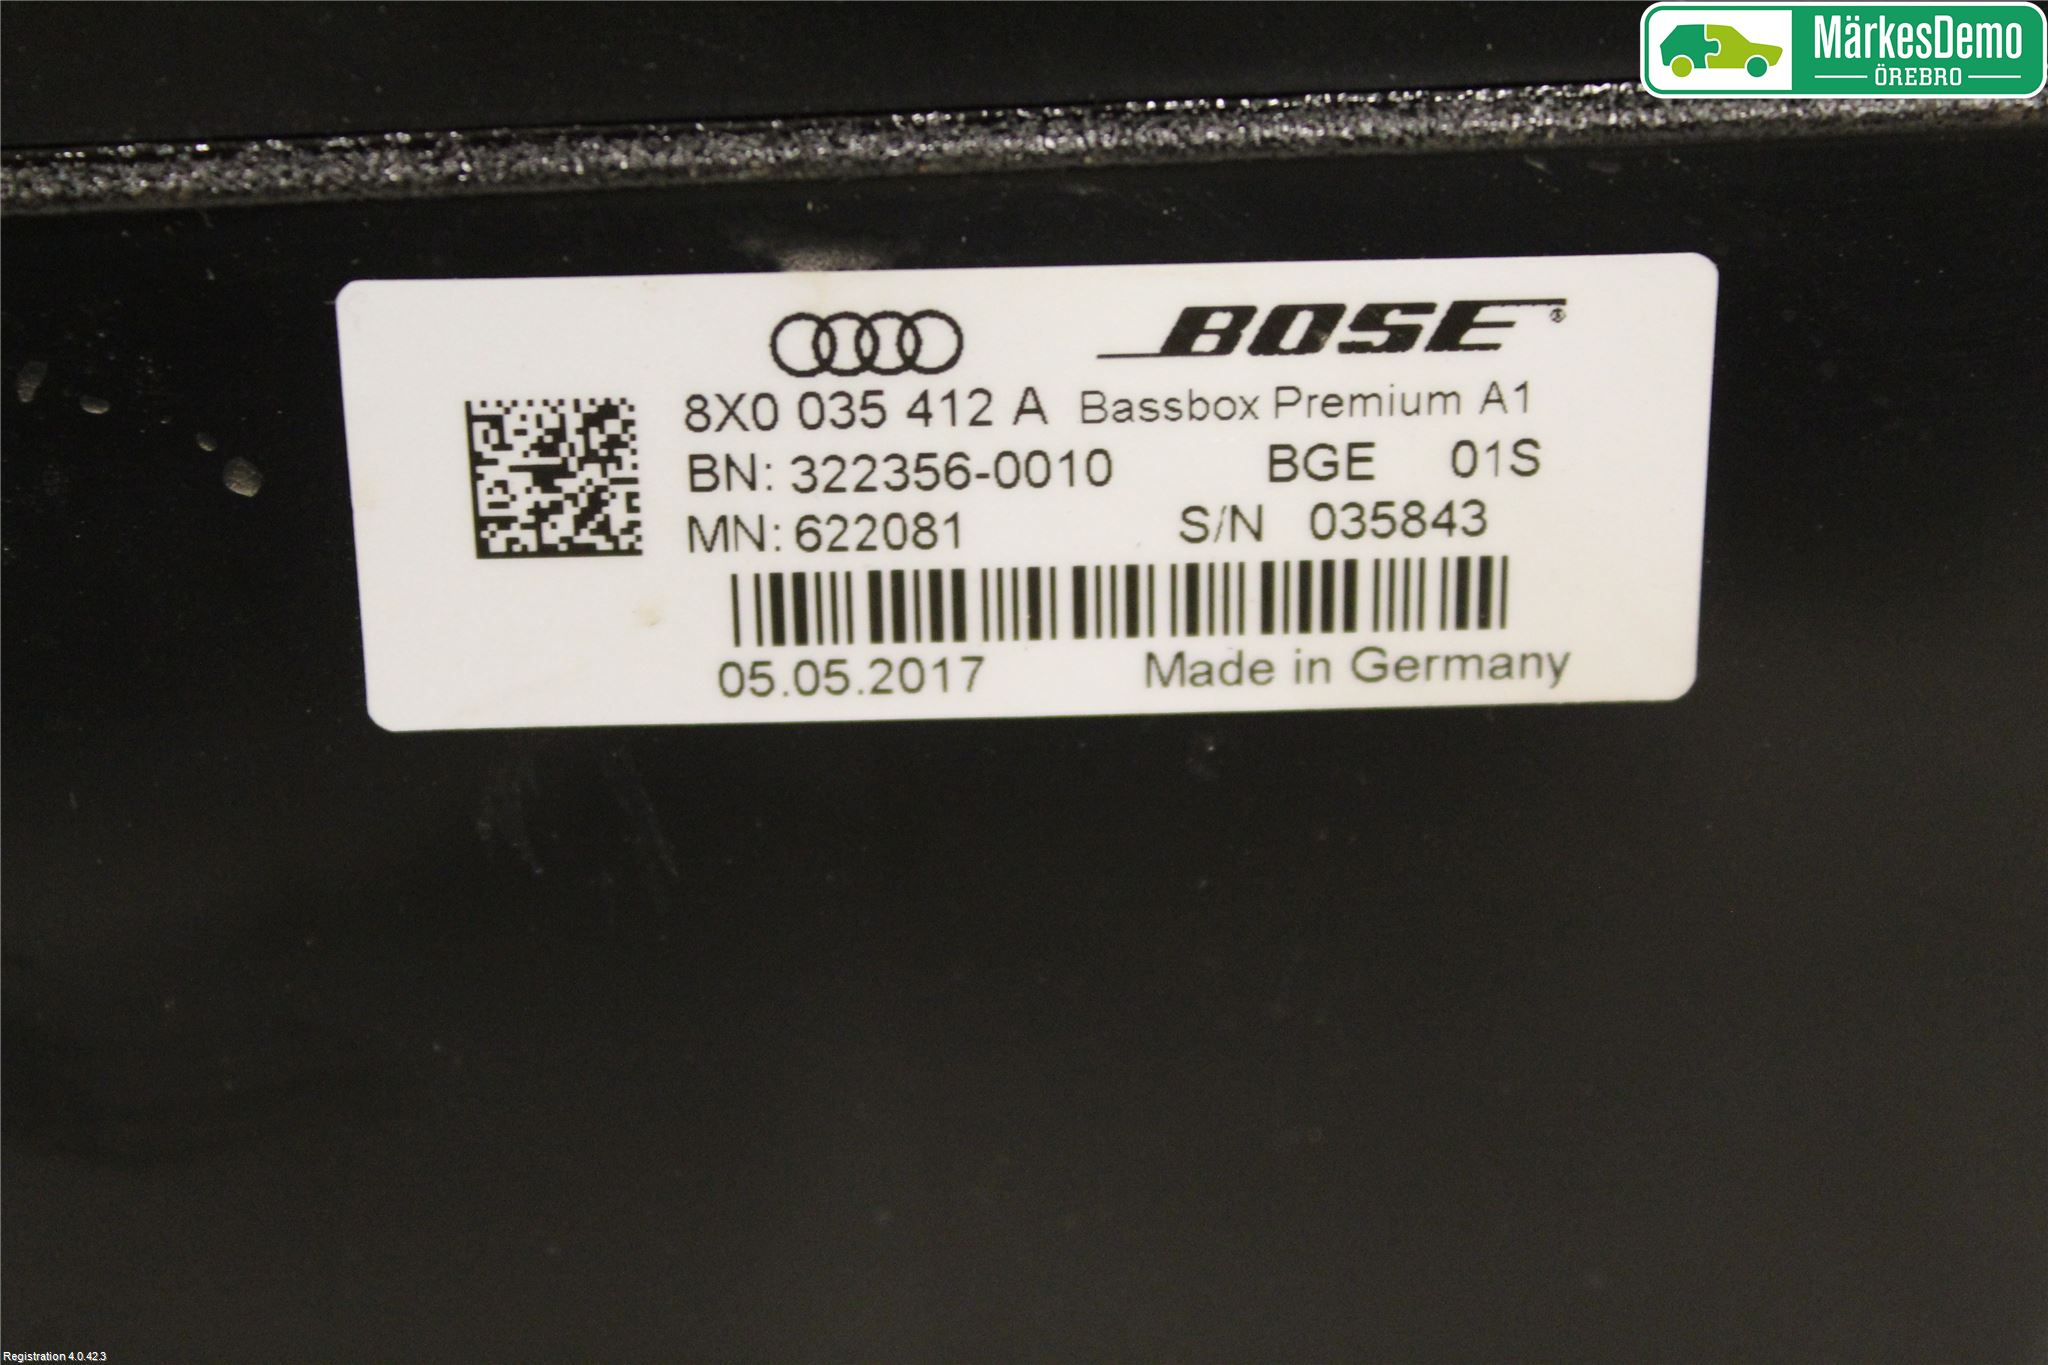 MärkesDemo
ÖREBRO
BOSE®
8X0 035 412 A Bassbox Premium A1
BN: 322356-0010 BGE 01S
MN: 622081 S/N 035843
05.05.2017 Made in Germany
Registration 4.0.42.3